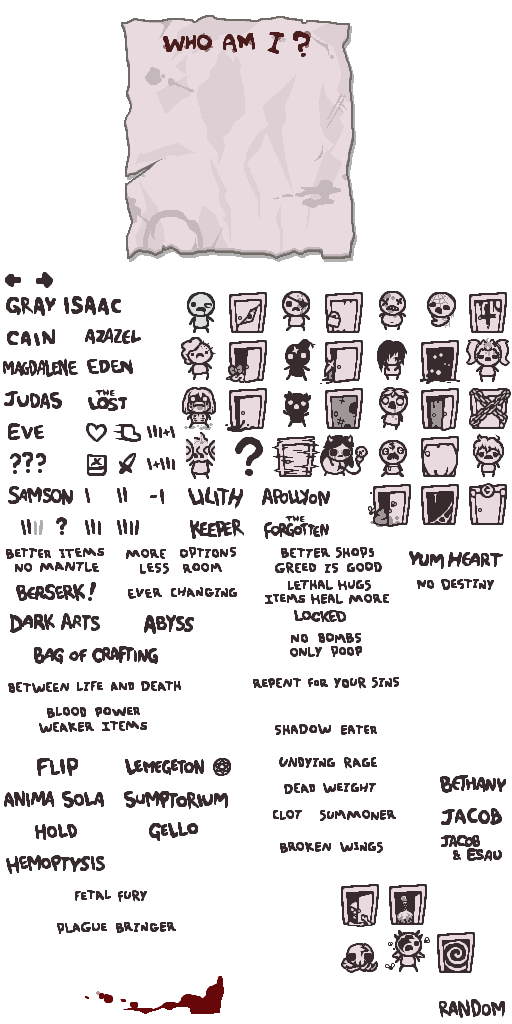 WHO AM I?
GRAY ISAAC
CAIN AZAZEL
MAGDALENE EDEN
JUDAS THE LOST
EVE
???
?
SAMSON
-1
LILITH APOLLYON
?
KEEPER THE FORGOTTEN
BETTER ITEMS
NO MANTLE
MORE OPTIONS
LESS ROOM
BETTER SHOPS
GREED IS GOOD
YUM HEART
BERSERK!
EVER CHANGING
LETHAL HUGS
ITEMS HEAL MORE
NO DESTINY
DARK ARTS
ABYSS
LOCKED
NO BOMBS
ONLY POOP
BAG OF CRAFTING
BETWEEN LIFE AND DEATH
REPENT FOR YOUR SINS
BLOOD POWER
WEAKER ITEMS
SHADOW EATER
FLIP
LEMEGETON
UNDYING RAGE
DEAD WEIGHT
BETHANY
ANIMA SOLA
SUMPTORIUM
CLOT SUMMONER
JACOB
HOLD
GELLO
BROKEN WINGS
JACOB
& ESAU
HEMOPTYSIS
FETAL FURY
PLAGUE BRINGER
RANDOM